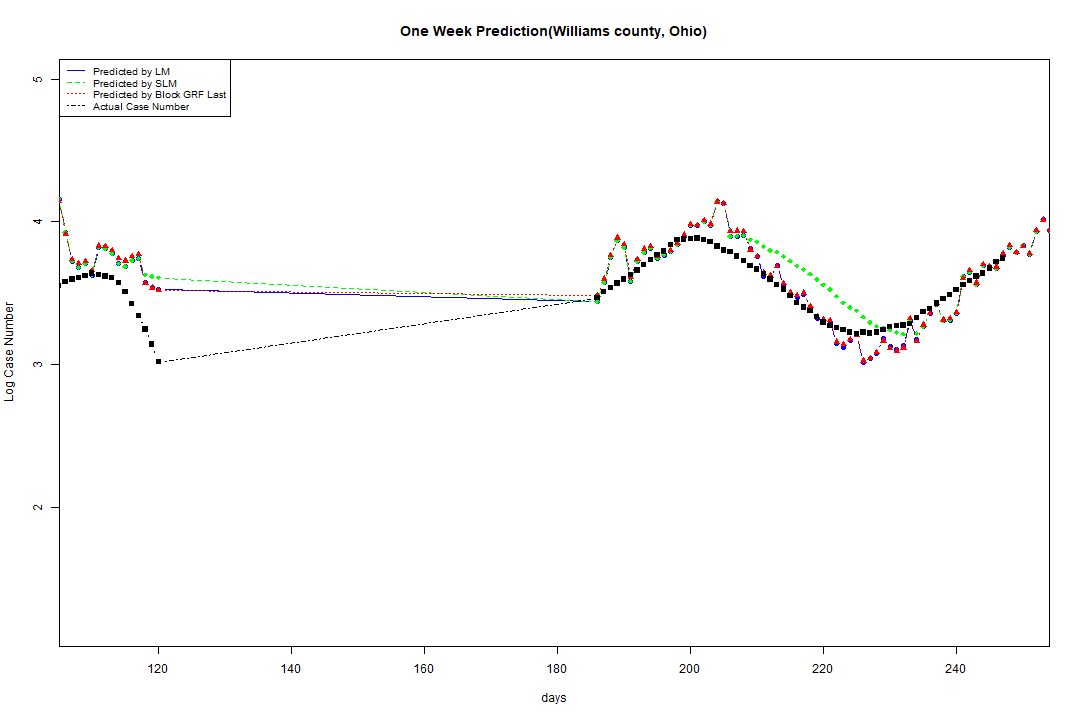 One Week Prediction(Williams county, Ohio)
Predicted by LM
Predicted by SLM
Predicted by Block GRF Last
Actual Case Number
5
4
3
2
Log Case Number
120 140 160 180 200 220 240
days